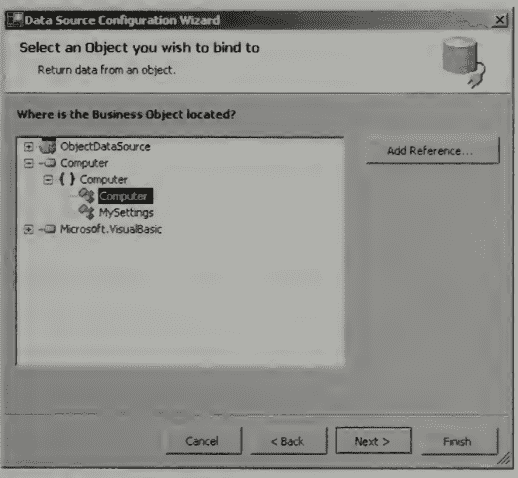 Data Source Configuration Wizard
Select an Object you wish to bind to
Return data from an object.
Where is the Business Object located?
ObjectDataSource
Add Reference...
Computer
{ } Computer
Computer
MySettings
Microsoft.VisualBasic
Cancel
< Back
Next >
Finish